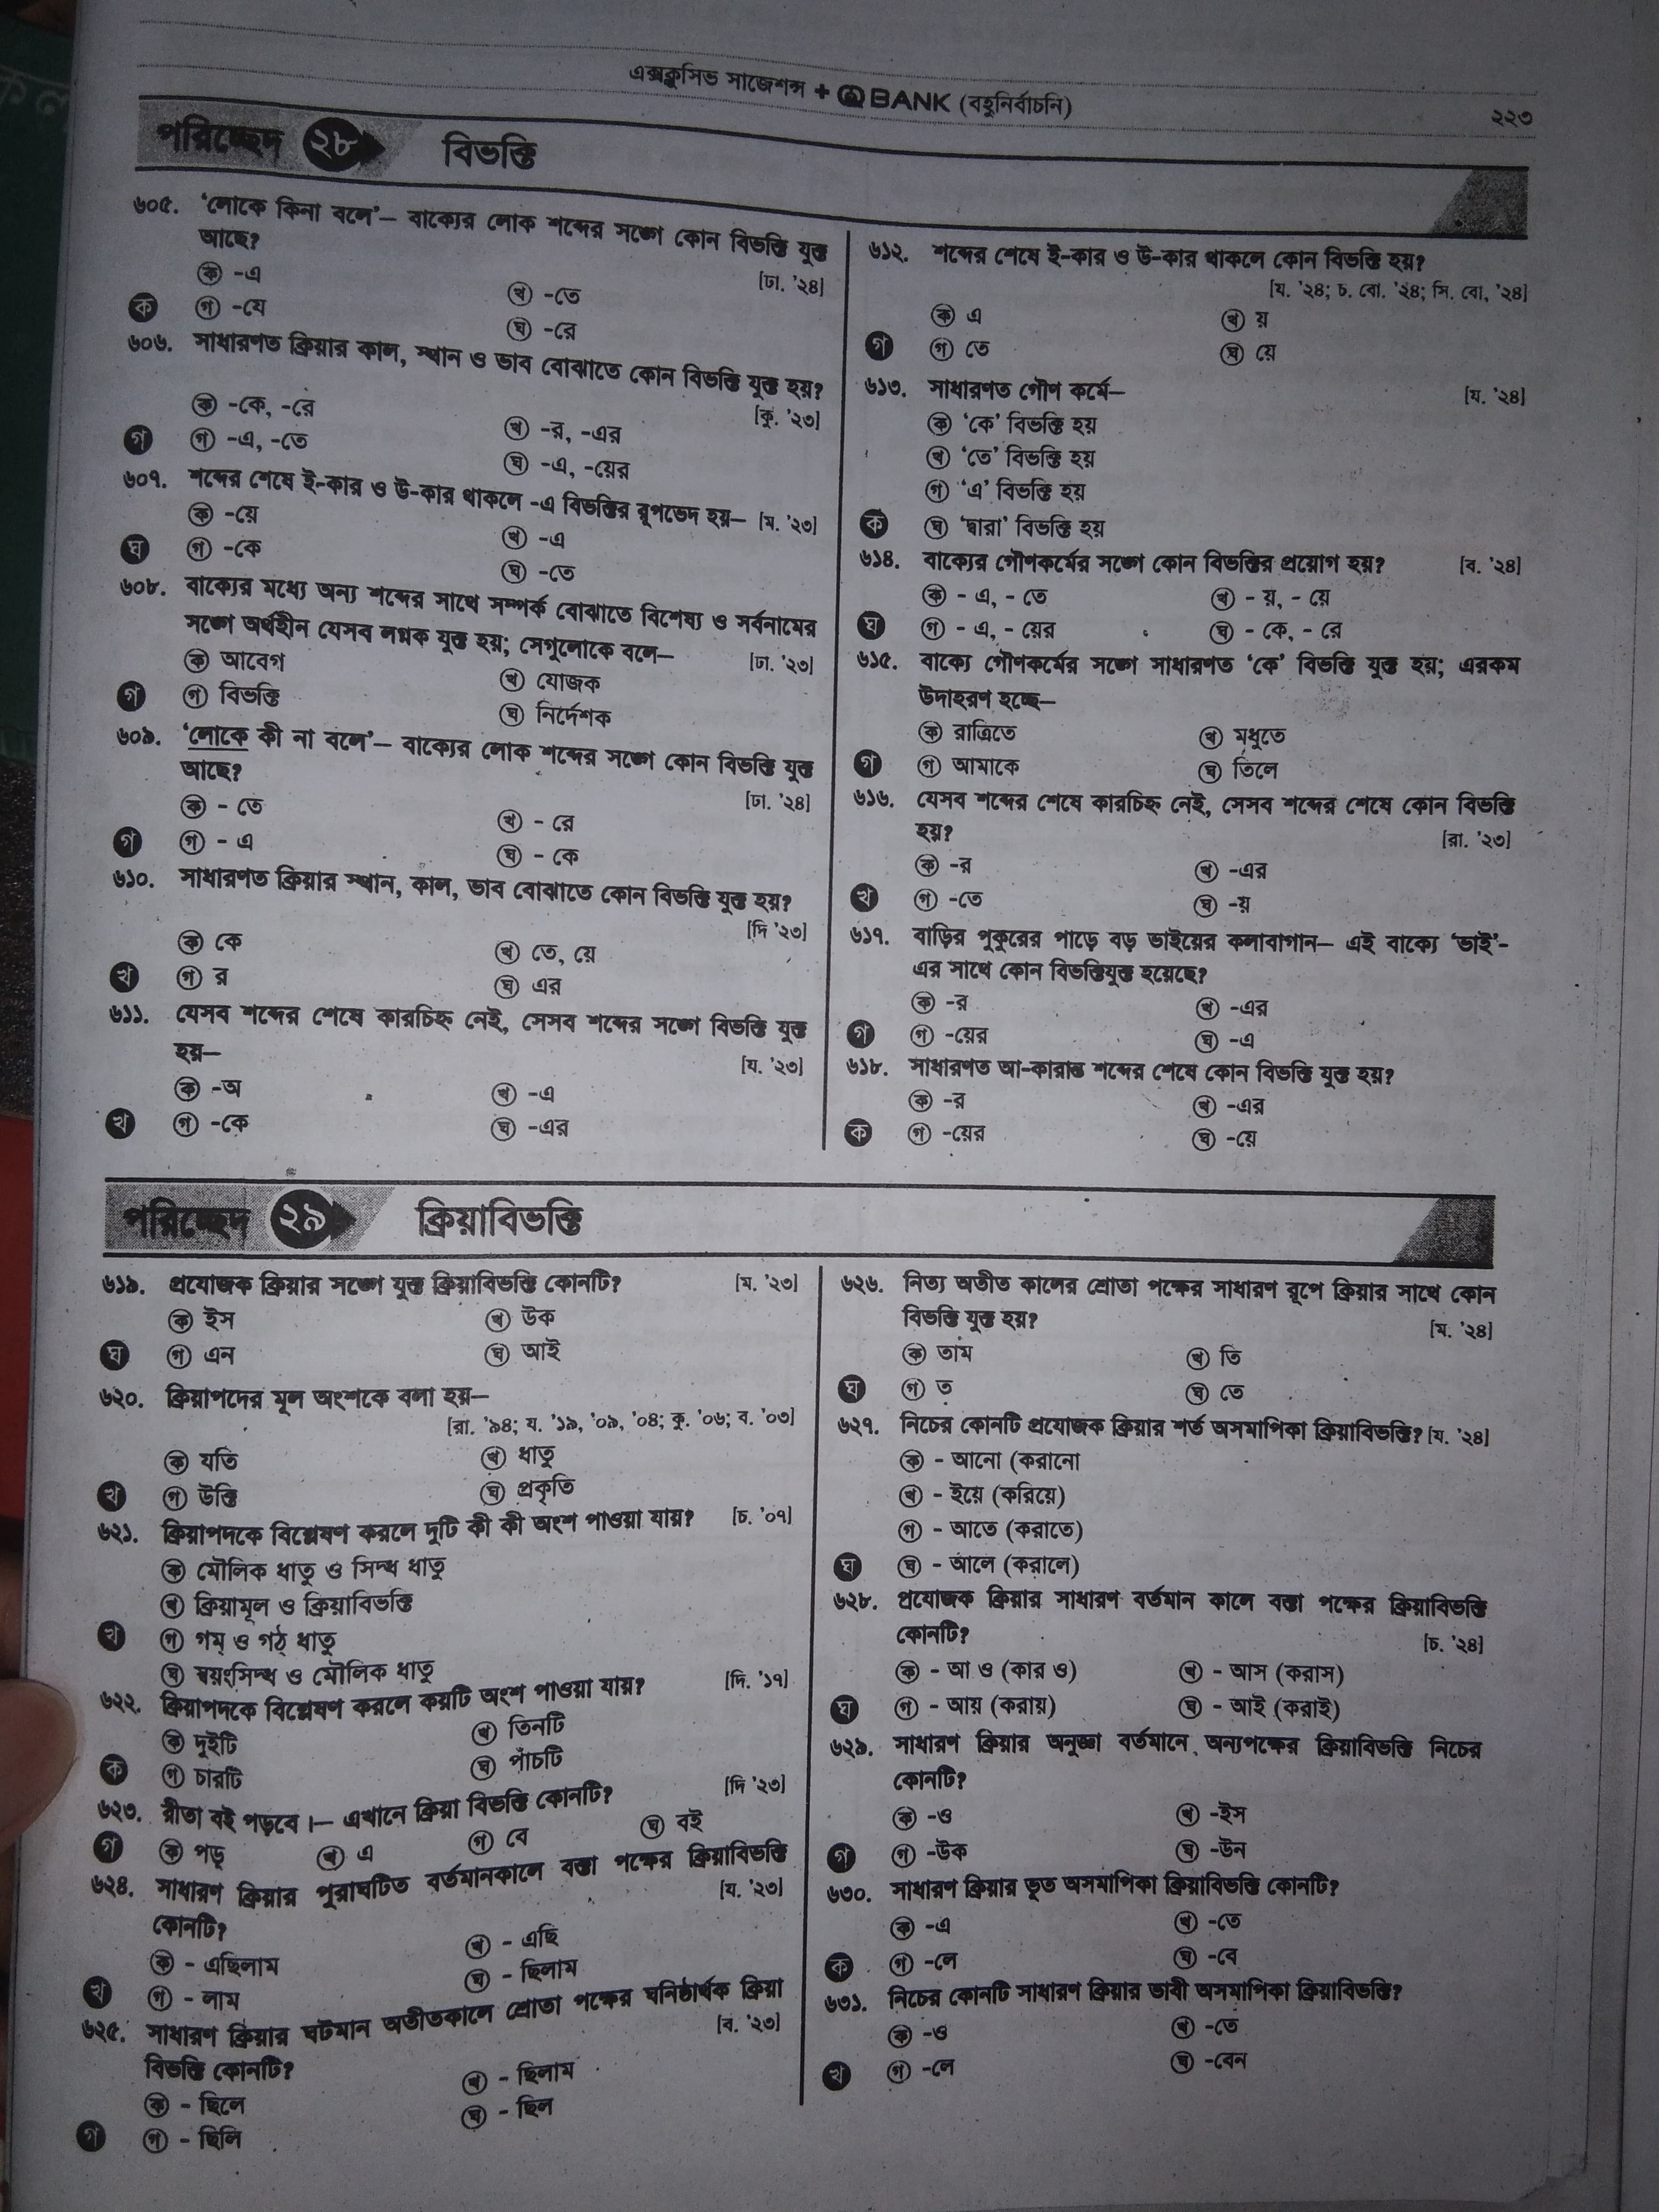 এক্সক্লুসিভ সাজেশন্স + Q BANK (বহুনির্বাচনি)
২২৩
পরিচ্ছেদ ২৮ বিভক্তি
৬০৫. ‘লোকে কিনা বলে’– বাক্যের লোক শব্দের সঙ্গে কোন বিভক্তি যুক্ত
আছে? [ঢা. '২৪]
ক -এ খ -তে
ক গ -যে ঘ -রে
৬০৬. সাধারণত ক্রিয়ার কাল, স্থান ও ভাব বোঝাতে কোন বিভক্তি যুক্ত হয়?
[কু. '২৩]
ক -কে, -রে খ -র, -এর
গ গ -এ, -তে ঘ -এ, -য়ের
৬০৭. শব্দের শেষে ই-কার ও উ-কার থাকলে -এ বিভক্তির রূপভেদ হয়– [ম. '২৩]
ক -য়ে খ -এ
ঘ গ -কে ঘ -তে
৬০৮. বাক্যের মধ্যে অন্য শব্দের সাথে সম্পর্ক বোঝাতে বিশেষ্য ও সর্বনামের
সঙ্গে অর্থহীন যেসব লগ্নক যুক্ত হয়; সেগুলোকে বলে– [ঢা. '২৩]
ক আবেগ খ যোজক
গ গ বিভক্তি ঘ নির্দেশক
৬০৯. ‘লোকে কী না বলে’– বাক্যের লোক শব্দের সঙ্গে কোন বিভক্তি যুক্ত
আছে? [ঢা. '২৪]
ক - তে খ - রে
গ গ - এ ঘ - কে
৬১০. সাধারণত ক্রিয়ার স্থান, কাল, ভাব বোঝাতে কোন বিভক্তি যুক্ত হয়?
[দি '২৩]
ক কে খ তে, য়ে
খ গ র ঘ এর
৬১১. যেসব শব্দের শেষে কারচিহ্ন নেই, সেসব শব্দের সঙ্গে বিভক্তি যুক্ত
হয়– [য. '২৩]
ক -অ খ -এ
খ গ -কে ঘ -এর
৬১২. শব্দের শেষে ই-কার ও উ-কার থাকলে কোন বিভক্তি হয়?
[য. '২৪; চ. বো. '২৪; সি. বো, '২৪]
ক এ খ য়
গ গ তে ঘ য়ে
৬১৩. সাধারণত গৌণ কর্মে– [য. '২৪]
ক ‘কে’ বিভক্তি হয়
খ ‘তে’ বিভক্তি হয়
গ ‘এ’ বিভক্তি হয়
ক ঘ ‘দ্বারা’ বিভক্তি হয়
৬১৪. বাক্যের গৌণকর্মের সঙ্গে কোন বিভক্তির প্রয়োগ হয়? [ব. '২৪]
ক - এ, - তে খ - য়, - য়ে
ঘ গ - এ, - য়ের ঘ - কে, - রে
৬১৫. বাক্যে গৌণকর্মের সঙ্গে সাধারণত ‘কে’ বিভক্তি যুক্ত হয়; এরকম
উদাহরণ হচ্ছে–
ক রাত্রিতে খ মধুতে
গ গ আমাকে ঘ তিলে
৬১৬. যেসব শব্দের শেষে কারচিহ্ন নেই, সেসব শব্দের শেষে কোন বিভক্তি
হয়? [রা. '২৩]
ক -র খ -এর
খ গ -তে ঘ -য়
৬১৭. বাড়ির পুকুরের পাড়ে বড় ভাইয়ের কলাবাগান– এই বাক্যে ‘ভাই’-
এর সাথে কোন বিভক্তিযুক্ত হয়েছে?
ক -র খ -এর
গ গ -য়ের ঘ -এ
৬১৮. সাধারণত আ-কারান্ত শব্দের শেষে কোন বিভক্তি যুক্ত হয়?
ক -র খ -এর
ক গ -য়ের ঘ -য়ে
পরিচ্ছেদ ২৯ ক্রিয়াবিভক্তি
৬১৯. প্রযোজক ক্রিয়ার সঙ্গে যুক্ত ক্রিয়াবিভক্তি কোনটি? [ম. '২৩]
ক ইস খ উক
ঘ গ এন ঘ আই
৬২০. ক্রিয়াপদের মূল অংশকে বলা হয়–
[রা. '৯৪; য. '১৯, '০৯, '০৪; কু. '০৬; ব. '০৩]
ক যতি খ ধাতু
খ গ উক্তি ঘ প্রকৃতি
৬২১. ক্রিয়াপদকে বিশ্লেষণ করলে দুটি কী কী অংশ পাওয়া যায়? [চ. '০৭]
ক মৌলিক ধাতু ও সিদ্ধ ধাতু
খ ক্রিয়ামূল ও ক্রিয়াবিভক্তি
খ গ গম্ ও গঠ্ ধাতু
ঘ স্বয়ংসিদ্ধ ও মৌলিক ধাতু
৬২২. ক্রিয়াপদকে বিশ্লেষণ করলে কয়টি অংশ পাওয়া যায়? [দি. '১৭]
ক দুইটি খ তিনটি
ক গ চারটি ঘ পাঁচটি
৬২৩. রীতা বই পড়বে।– এখানে ক্রিয়া বিভক্তি কোনটি? [দি '২৩]
গ ক পড়্ খ এ গ বে ঘ বই
৬২৪. সাধারণ ক্রিয়ার পুরাঘটিত বর্তমানকালে বক্তা পক্ষের ক্রিয়াবিভক্তি
কোনটি? [য. '২৩]
ক - এছিলাম খ - এছি
খ গ - লাম ঘ - ছিলাম
৬২৫. সাধারণ ক্রিয়ার ঘটমান অতীতকালে শ্রোতা পক্ষের ঘনিষ্ঠার্থক ক্রিয়া
বিভক্তি কোনটি? [ব. '২৩]
ক - ছিলে খ - ছিলাম
গ গ - ছিলি ঘ - ছিল
৬২৬. নিত্য অতীত কালের শ্রোতা পক্ষের সাধারণ রূপে ক্রিয়ার সাথে কোন
বিভক্তি যুক্ত হয়? [ম. '২৪]
ক তাম খ তি
ঘ গ ত ঘ তে
৬২৭. নিচের কোনটি প্রযোজক ক্রিয়ার শর্ত অসমাপিকা ক্রিয়াবিভক্তি? [য. '২৪]
ক - আনো (করানো
খ - ইয়ে (করিয়ে)
গ - আতে (করাতে)
ঘ ঘ - আলে (করালে)
৬২৮. প্রযোজক ক্রিয়ার সাধারণ বর্তমান কালে বক্তা পক্ষের ক্রিয়াবিভক্তি
কোনটি? [চ. '২৪]
ক - আ ও (কার ও) খ - আস (করাস)
ঘ গ - আয় (করায়) ঘ - আই (করাই)
৬২৯. সাধারণ ক্রিয়ার অনুজ্ঞা বর্তমানে অন্যপক্ষের ক্রিয়াবিভক্তি নিচের
কোনটি?
ক -ও খ -ইস
গ গ -উক ঘ -উন
৬৩০. সাধারণ ক্রিয়ার ভূত অসমাপিকা ক্রিয়াবিভক্তি কোনটি?
ক -এ খ -তে
ক গ -লে ঘ -বে
৬৩১. নিচের কোনটি সাধারণ ক্রিয়ার ভাবী অসমাপিকা ক্রিয়াবিভক্তি?
ক -ও খ -তে
খ গ -লে ঘ -বেন